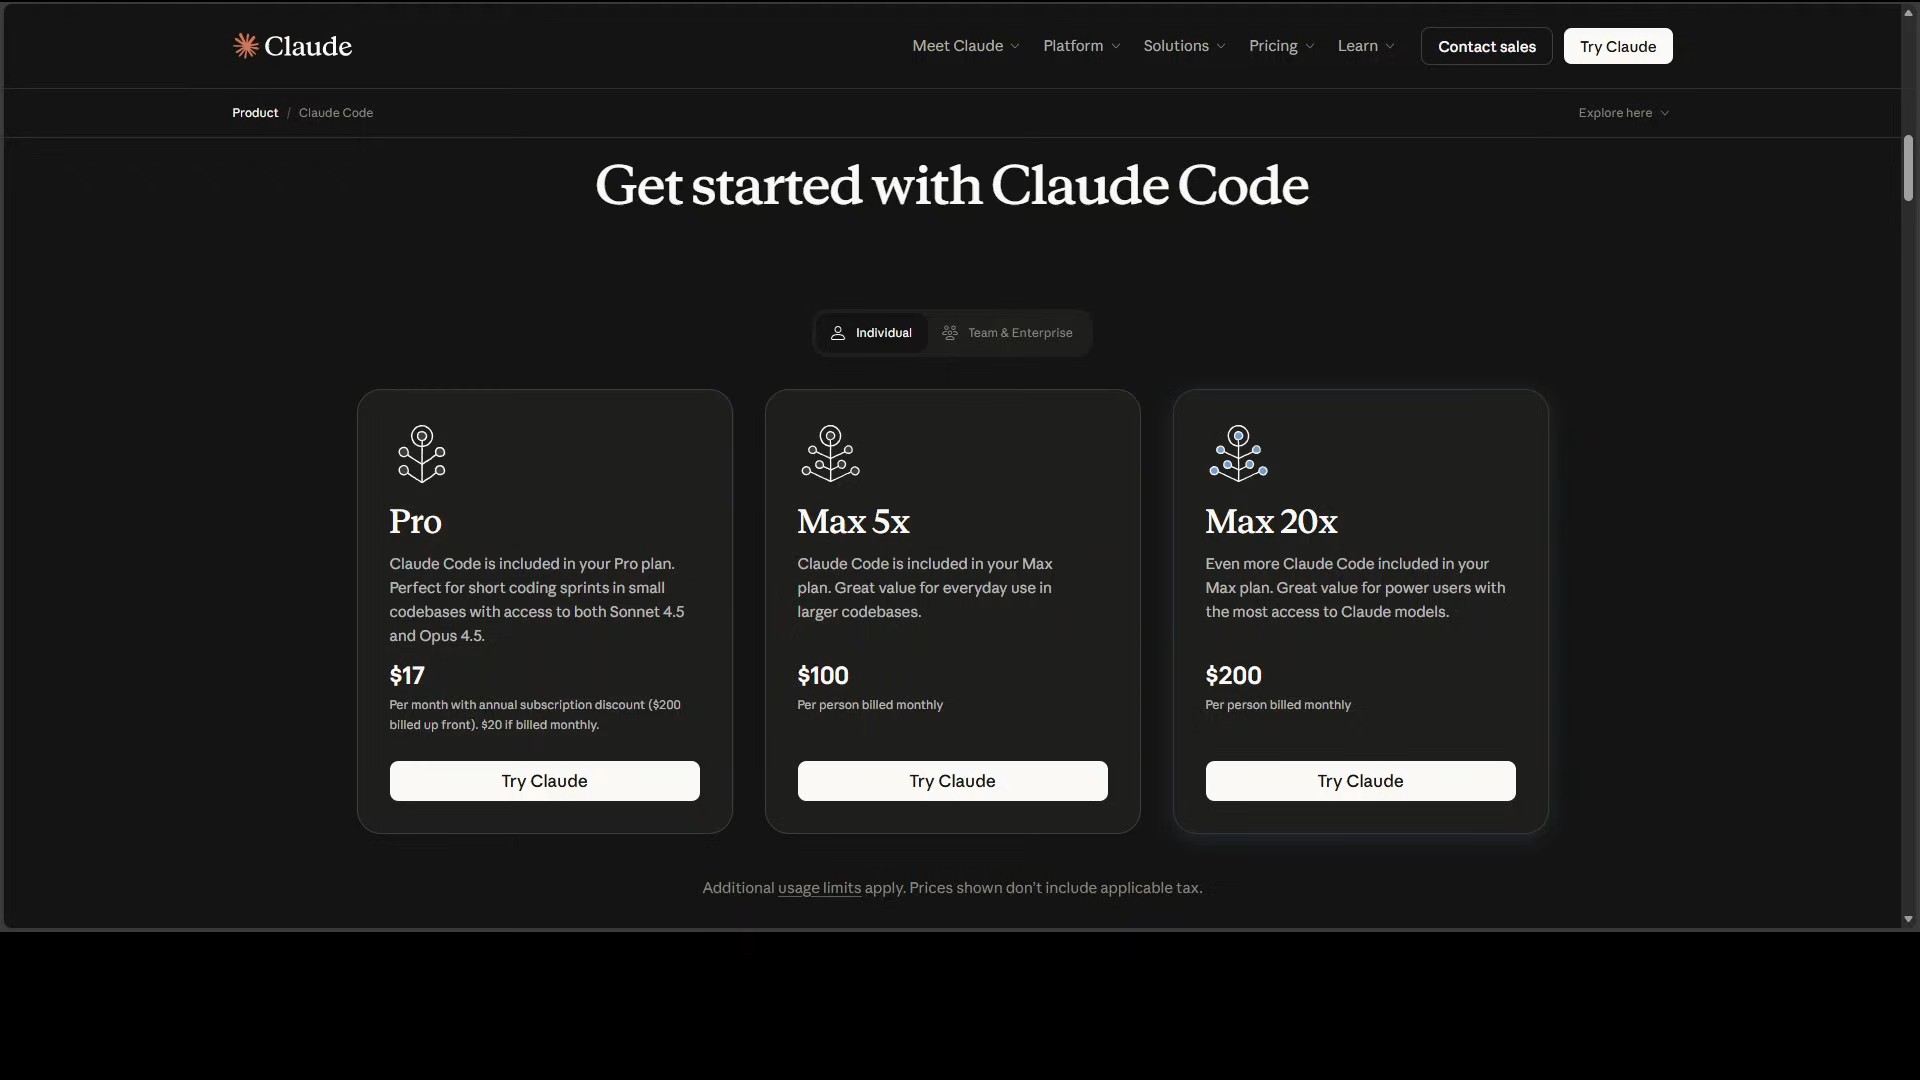 Claude
Meet Claude
Platform
Solutions
Pricing
Learn
Contact sales
Try Claude
Product / Claude Code
Explore here
Get started with Claude Code
Individual
Team & Enterprise
Pro
Claude Code is included in your Pro plan.
Perfect for short coding sprints in small
codebases with access to both Sonnet 4.5
and Opus 4.5.
$17
Per month with annual subscription discount ($200
billed up front). $20 if billed monthly.
Try Claude
Max 5x
Claude Code is included in your Max
plan. Great value for everyday use in
larger codebases.
$100
Per person billed monthly
Try Claude
Max 20x
Even more Claude Code included in your
Max plan. Great value for power users with
the most access to Claude models.
$200
Per person billed monthly
Try Claude
Additional usage limits apply. Prices shown don't include applicable tax.